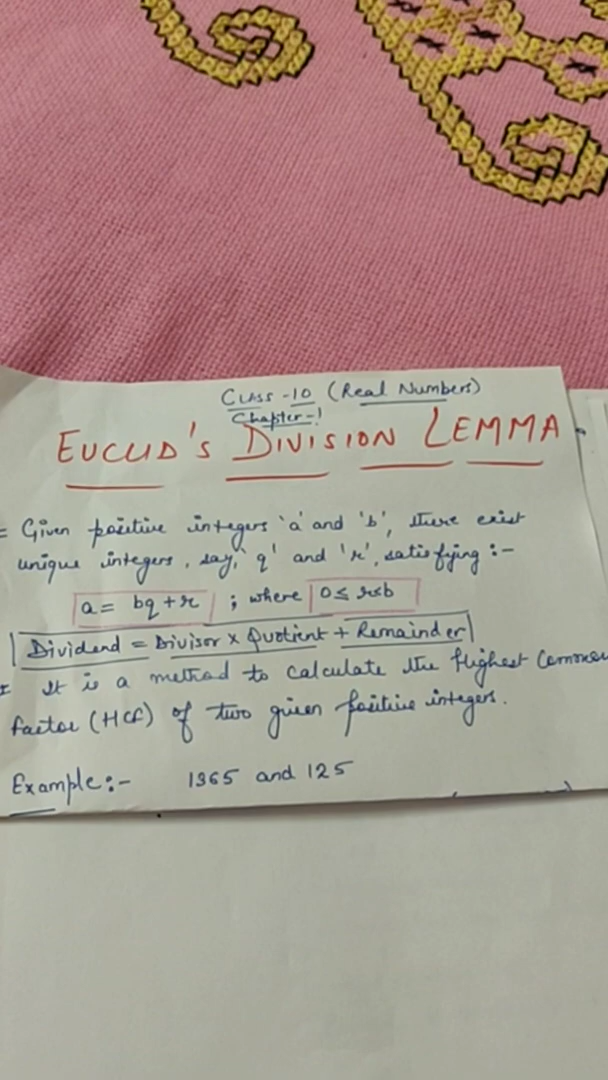 Class -10 (Real Numbers)
Chapter-1
EUCLID'S DIVISION LEMMA
= Given positive integers 'a' and 'b', there exist
unique integers, say, 'q' and 'r', satisfying :-
a = bq + r ; where 0 ≤ r<b
Dividend = Divisor x Quotient + Remainder
It is a method to calculate the Highest Common
factor (HCF) of two given positive integers.
Example:- 1365 and 125